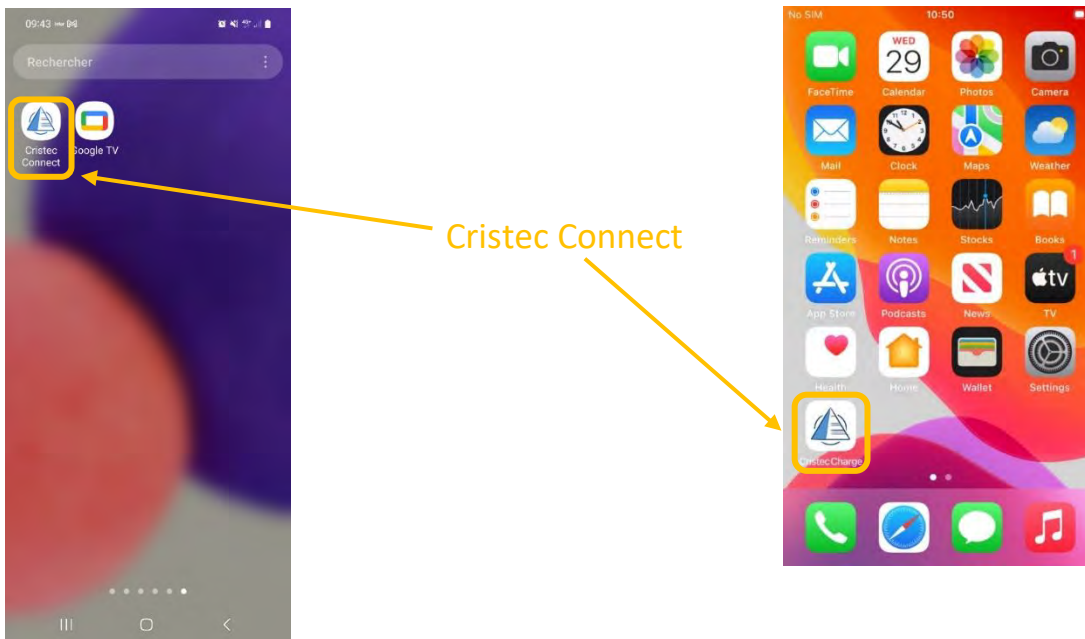 09:43
Rechercher
Cristec
Connect
Google TV
Cristec Connect
No SIM
10:50
WED
29
FaceTime
Calendar
Photos
Camera
12
Mail
Clock
Maps
Weather
Reminders
Notes
Stocks
Books
1
tv
App Store
Podcasts
News
TV
Health
Home
Wallet
Settings
CristecCharge